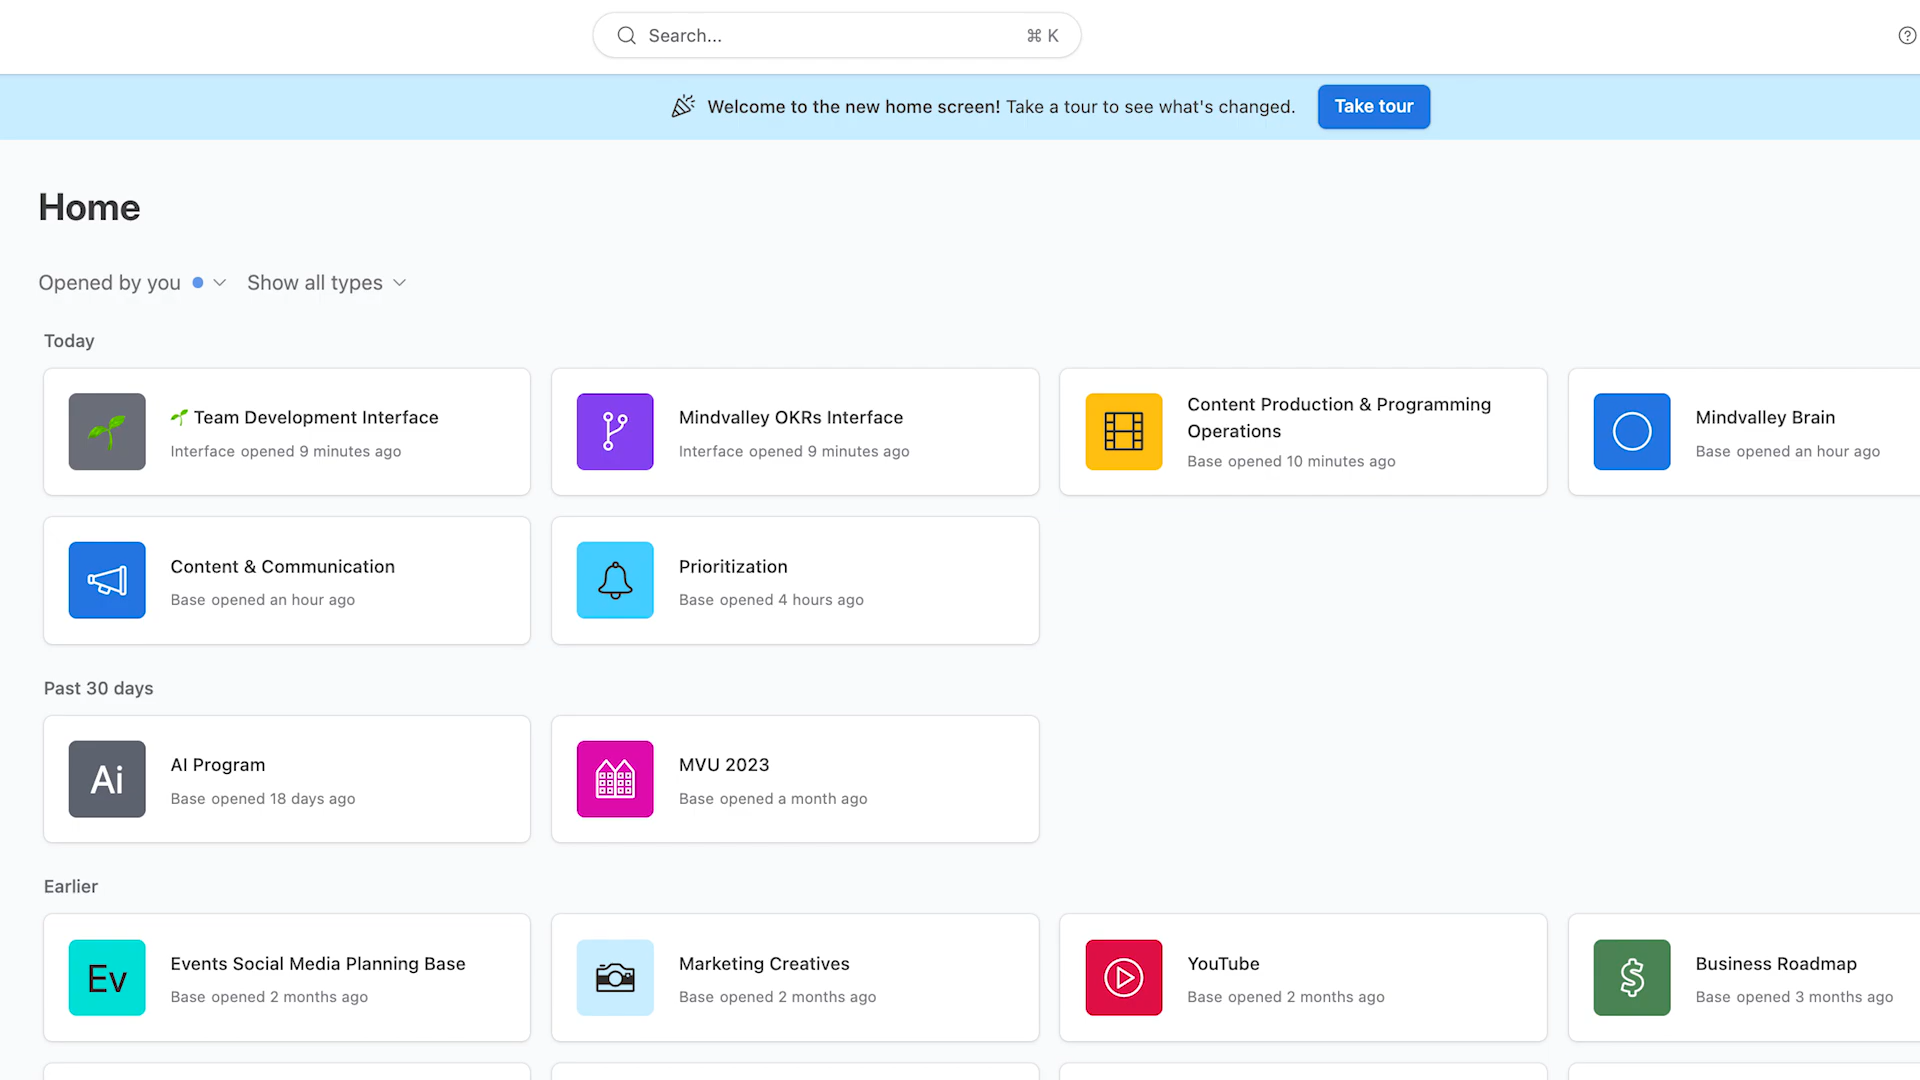 Search...
⌘ K
Welcome to the new home screen! Take a tour to see what's changed.
Take tour
Home
Opened by you
Show all types
Today
Team Development Interface
Interface opened 9 minutes ago
Mindvalley OKRs Interface
Interface opened 9 minutes ago
Content Production & Programming
Operations
Base opened 10 minutes ago
Mindvalley Brain
Base opened an hour ago
Content & Communication
Base opened an hour ago
Prioritization
Base opened 4 hours ago
Past 30 days
Ai
AI Program
Base opened 18 days ago
MVU 2023
Base opened a month ago
Earlier
Ev
Events Social Media Planning Base
Base opened 2 months ago
Marketing Creatives
Base opened 2 months ago
YouTube
Base opened 2 months ago
$
Business Roadmap
Base opened 3 months ago